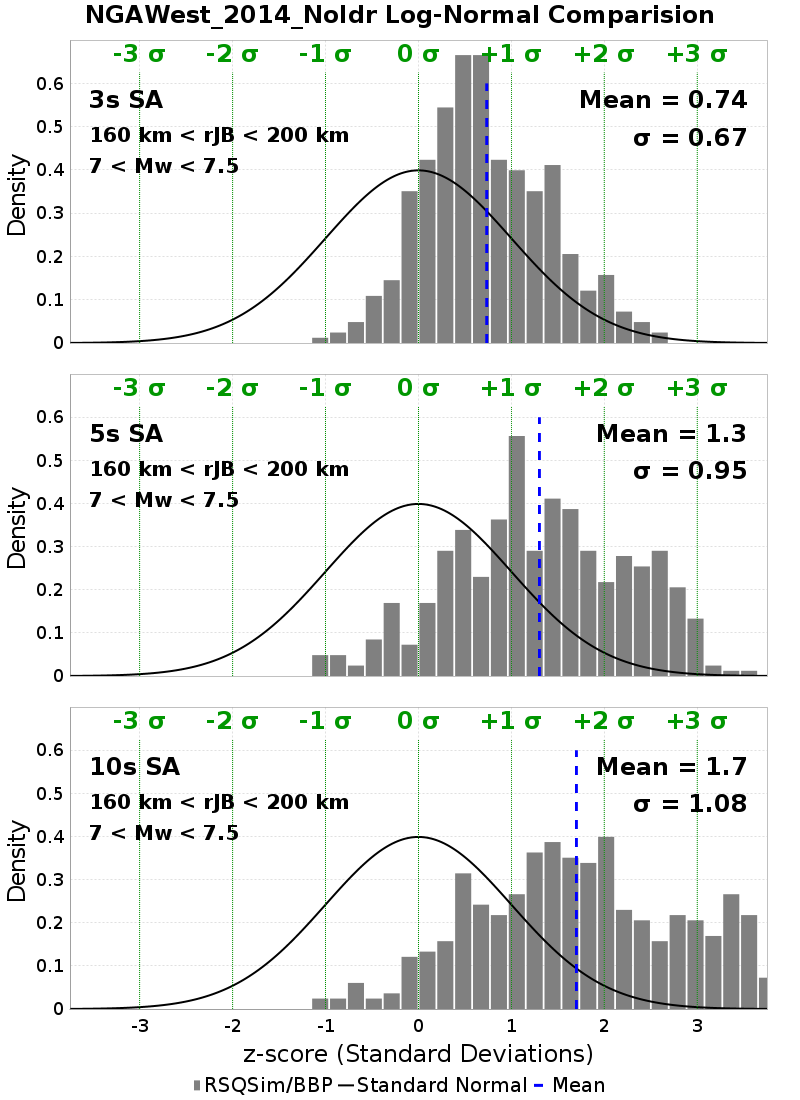 NGAWest_2014_NoIdr Log-Normal Comparision
-3 σ -2 σ -1 σ 0 σ +1 σ +2 σ +3 σ
3s SA
160 km < rJB < 200 km
7 < Mw < 7.5
Mean = 0.74
σ = 0.67
Density
0.6
0.5
0.4
0.3
0.2
0.1
0
-3 σ -2 σ -1 σ 0 σ +1 σ +2 σ +3 σ
5s SA
160 km < rJB < 200 km
7 < Mw < 7.5
Mean = 1.3
σ = 0.95
Density
0.6
0.5
0.4
0.3
0.2
0.1
0
-3 σ -2 σ -1 σ 0 σ +1 σ +2 σ +3 σ
10s SA
160 km < rJB < 200 km
7 < Mw < 7.5
Mean = 1.7
σ = 1.08
Density
0.6
0.5
0.4
0.3
0.2
0.1
0
-3 -2 -1 0 1 2 3
z-score (Standard Deviations)
RSQSim/BBP Standard Normal Mean